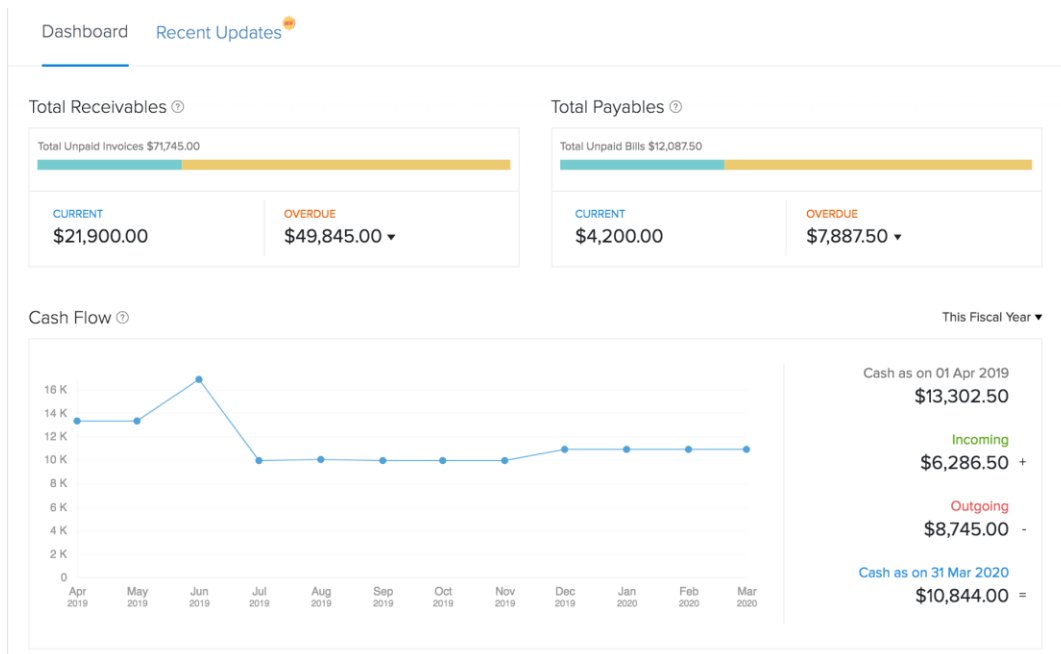 Dashboard Recent Updates NEW
Total Receivables ?
Total Unpaid Invoices $71,745.00
CURRENT OVERDUE
$21,900.00 $49,845.00
Total Payables ?
Total Unpaid Bills $12,087.50
CURRENT OVERDUE
$4,200.00 $7,887.50
Cash Flow ? This Fiscal Year
16 K
14 K
12 K
10 K
8 K
6 K
4 K
2 K
0
Apr May Jun Jul Aug Sep Oct Nov Dec Jan Feb Mar
2019 2019 2019 2019 2019 2019 2019 2019 2019 2020 2020 2020
Cash as on 01 Apr 2019
$13,302.50
Incoming
$6,286.50 +
Outgoing
$8,745.00 -
Cash as on 31 Mar 2020
$10,844.00 =